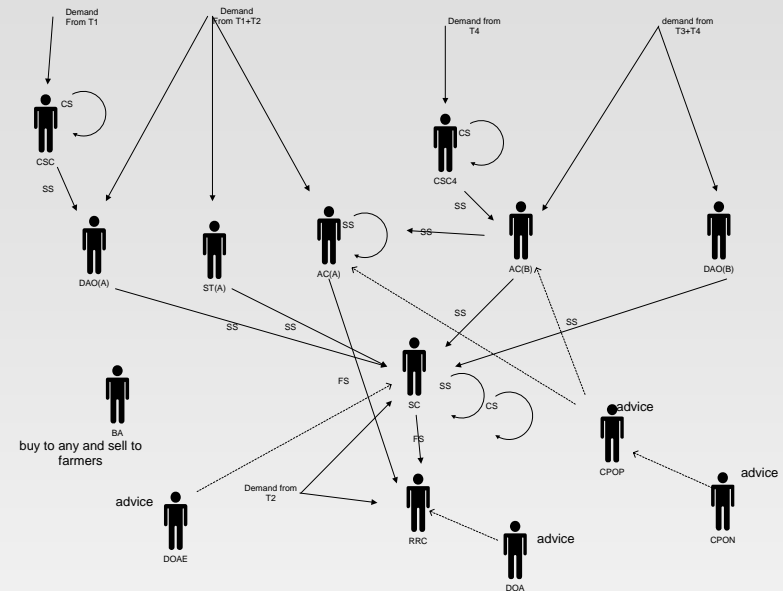 Demand
From T1
Demand
From T1+T2
Demand from
T4
demand from
T3+T4
CS
CS
CSC
CSC4
SS
SS
SS
SS
DAO(A)
ST(A)
AC(A)
AC(B)
DAO(B)
SS
SS
SS
SS
FS
SS
CS
SC
BA
buy to any and sell to
farmers
FS
advice
CPOP
advice
CPON
Demand from
T2
advice
DOAE
RRC
advice
DOA